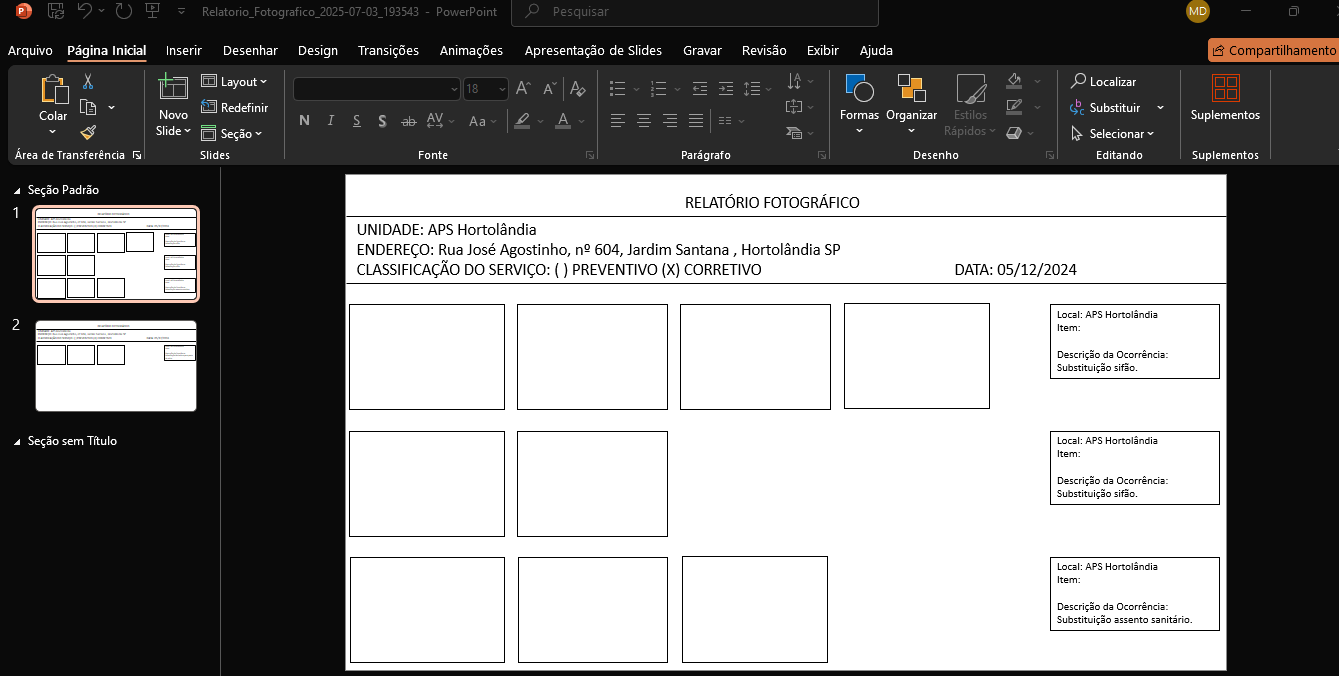 Relatorio_Fotografico_2025-07-03_193543 - PowerPoint
Pesquisar
MD
Arquivo Página Inicial Inserir Desenhar Design Transições Animações Apresentação de Slides Gravar Revisão Exibir Ajuda
Compartilhamento
Colar
Novo Slide
Layout
Redefinir
Seção
18
N I S S ab AV Aa A
Formas
Organizar
Estilos Rápidos
Localizar
Substituir
Selecionar
Suplementos
Área de Transferência Slides Fonte Parágrafo Desenho Editando Suplementos
Seção Padrão
1
2
Seção sem Título
RELATÓRIO FOTOGRÁFICO
UNIDADE: APS Hortolândia
ENDEREÇO: Rua José Agostinho, nº 604, Jardim Santana , Hortolândia SP
CLASSIFICAÇÃO DO SERVIÇO: ( ) PREVENTIVO (X) CORRETIVO DATA: 05/12/2024
Local: APS Hortolândia
Item:
Descrição da Ocorrência:
Substituição sifão.
Local: APS Hortolândia
Item:
Descrição da Ocorrência:
Substituição sifão.
Local: APS Hortolândia
Item:
Descrição da Ocorrência:
Substituição assento sanitário.